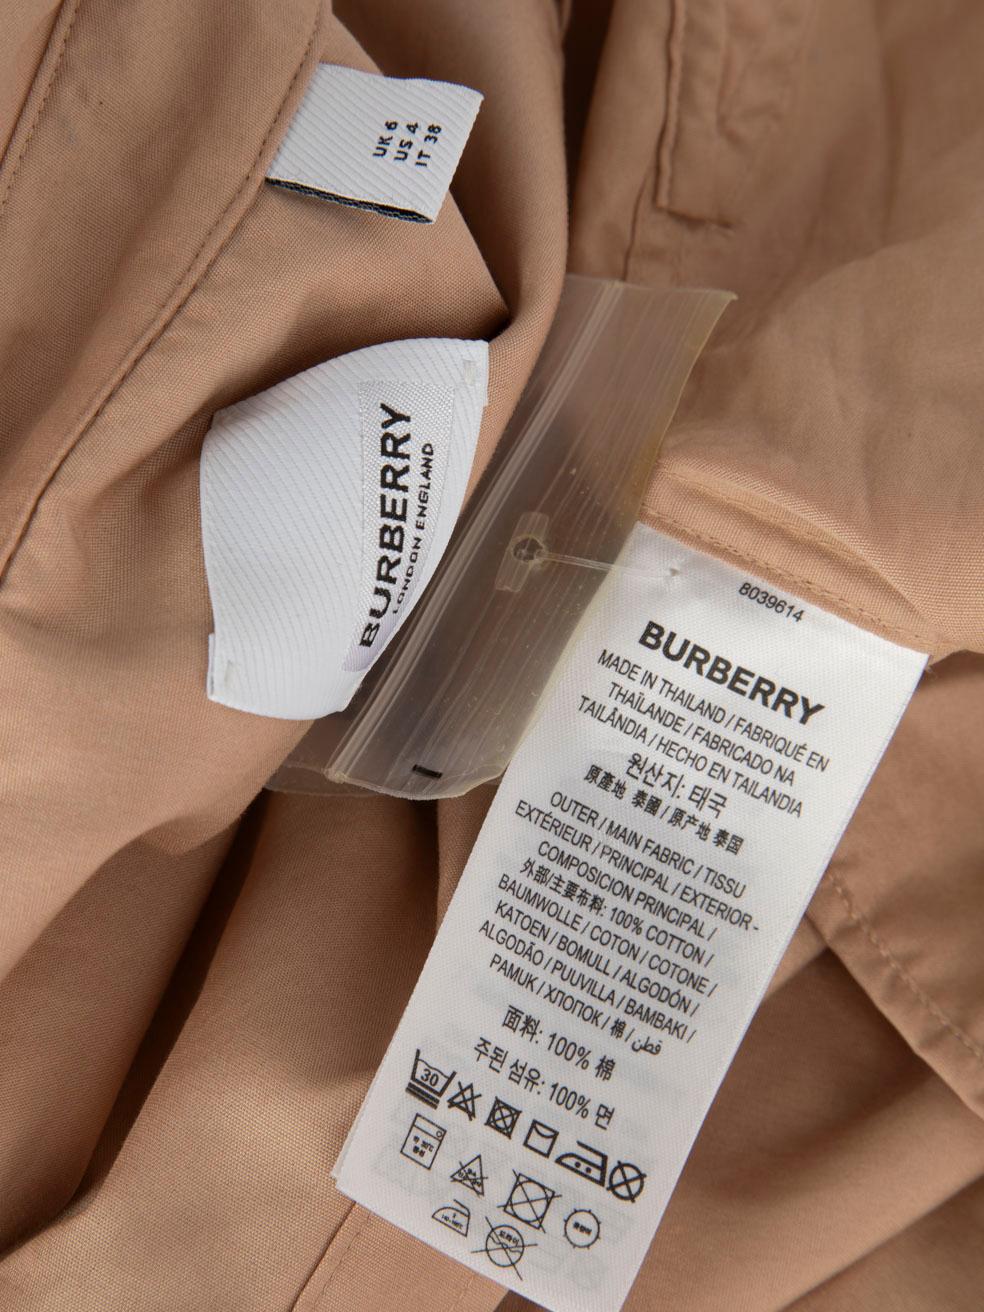 UK 6
US 4
IT 38
BURBERRY
LONDON ENGLAND
8039614
BURBERRY
MADE IN THAILAND / FABRIQUÉ EN
THAÏLANDE / FABRICADO NA
TAILÂNDIA / HECHO EN TAILANDIA
원산지: 태국
原產地 泰國 / 原产地 泰国
OUTER / MAIN FABRIC / TISSU
EXTÉRIEUR / PRINCIPAL / EXTERIOR -
COMPOSICION PRINCIPAL /
外部/主要布料: 100% COTTON /
BAUMWOLLE / COTON / COTONE /
KATOEN / BOMULL / ALGODÓN /
ALGODÃO / PUUVILLA / BAMBAKI /
PAMUK / ХЛОПОК / 棉 / قطن
面料: 100% 棉
주된 섬유: 100% 면
30